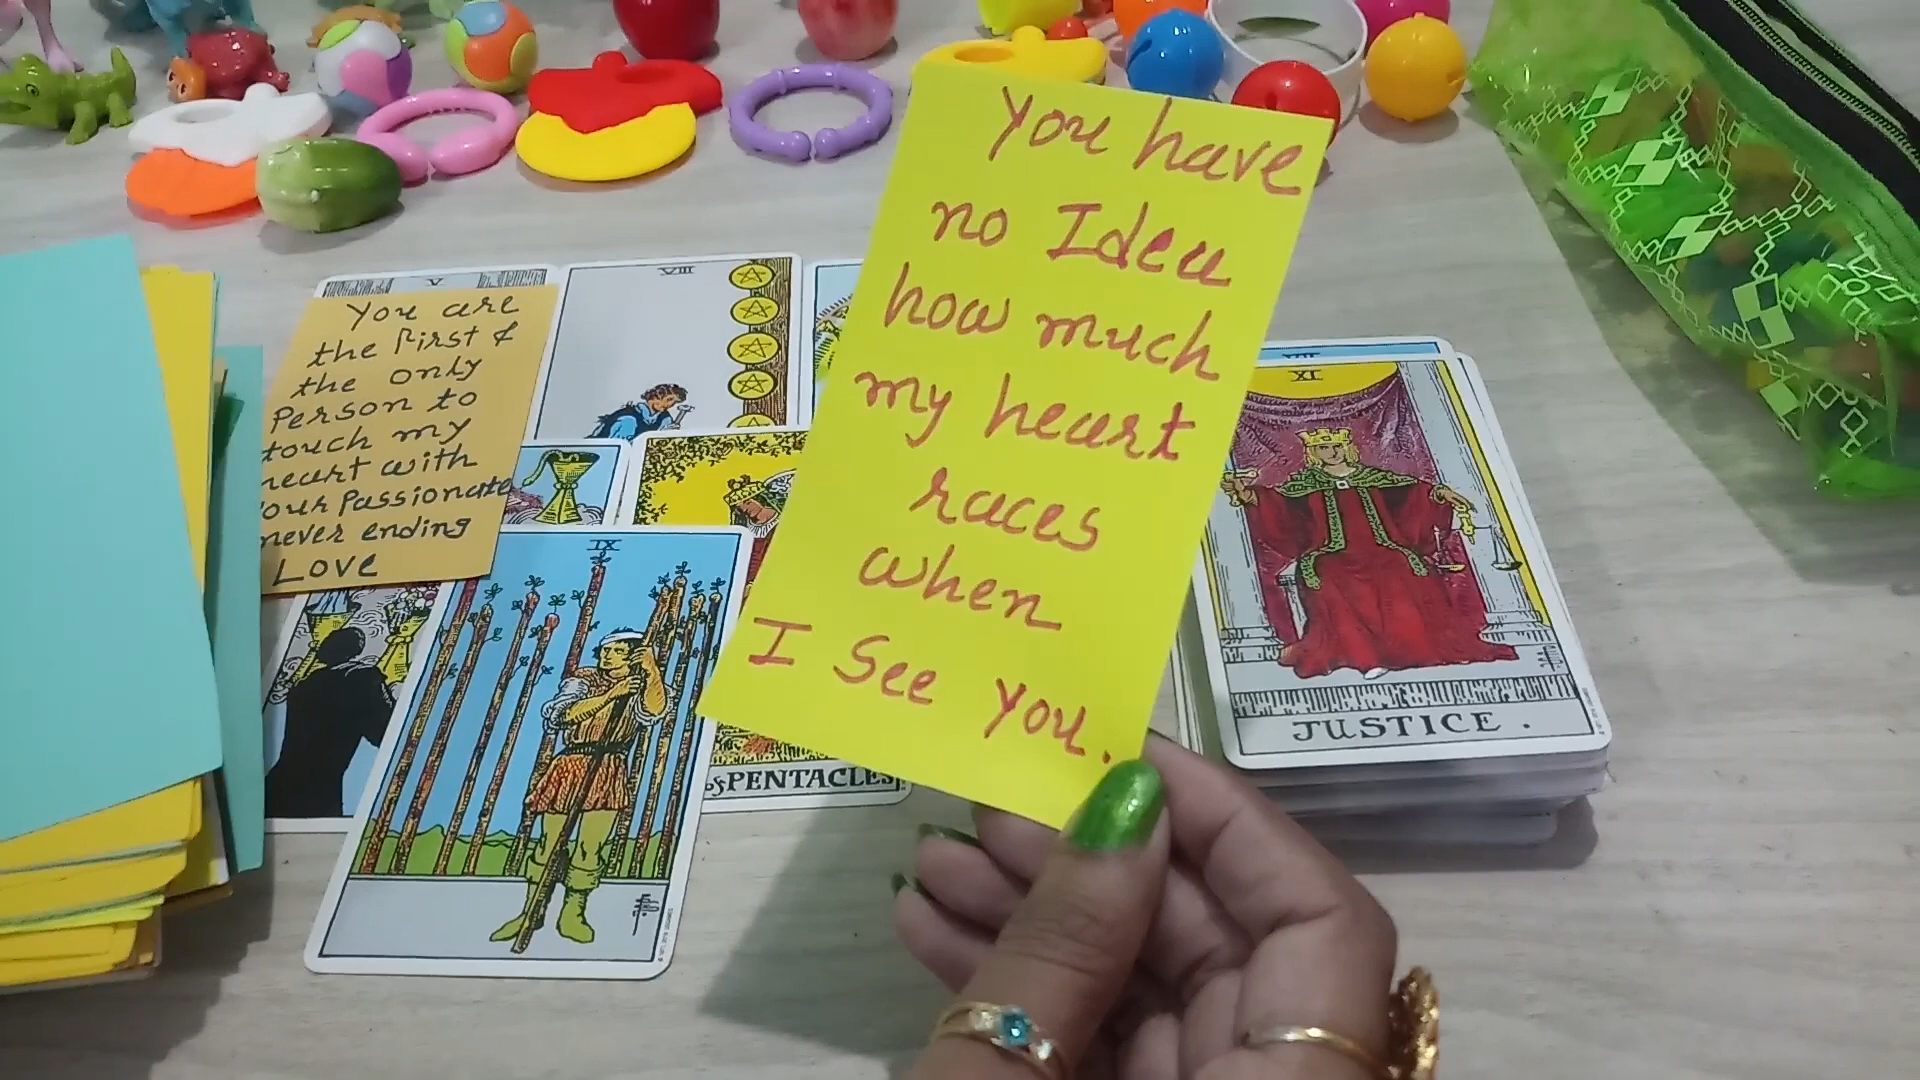 You have
no Idea
how much
my heart
races
when
I See you.
You are
the first &
the only
Person to
touch my
heart with
your Passionate
never ending
Love
V
VIII
IX
PENTACLES
XI
JUSTICE.